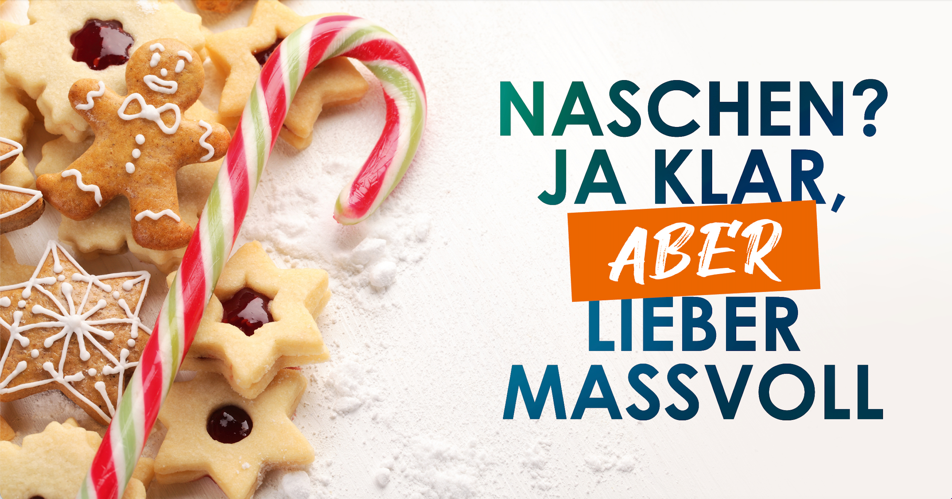 NASCHEN?
JA KLAR,
ABER
LIEBER
MASSVOLL